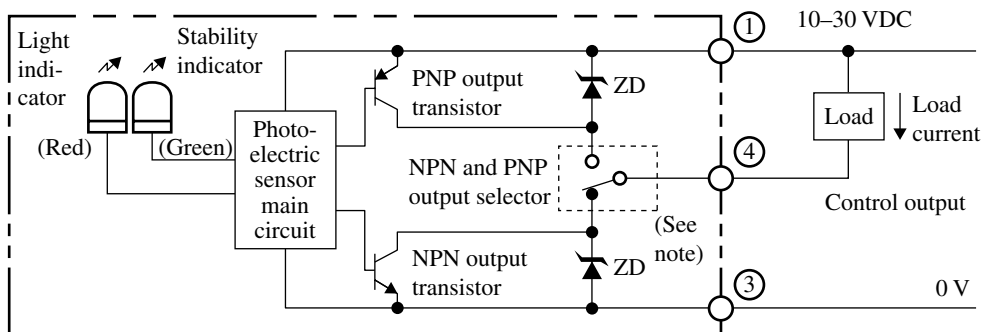 Light
indi-
cator
Stability
indicator
(Red)
(Green)
Photo-
electric
sensor
main
circuit
PNP output
transistor
ZD
NPN and PNP
output selector
(See
note)
NPN output
transistor
ZD
1
10–30 VDC
Load
Load
current
4
Control output
3
0 V